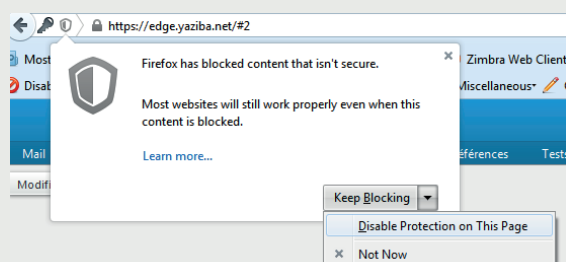 https://edge.yaziba.net/#2
Most
Zimbra Web Client
Disab
Miscellaneous
Firefox has blocked content that isn't secure.
Most websites will still work properly even when this
content is blocked.
Learn more...
Mail
éférences
Tests
Modifi
Keep Blocking
Disable Protection on This Page
Not Now